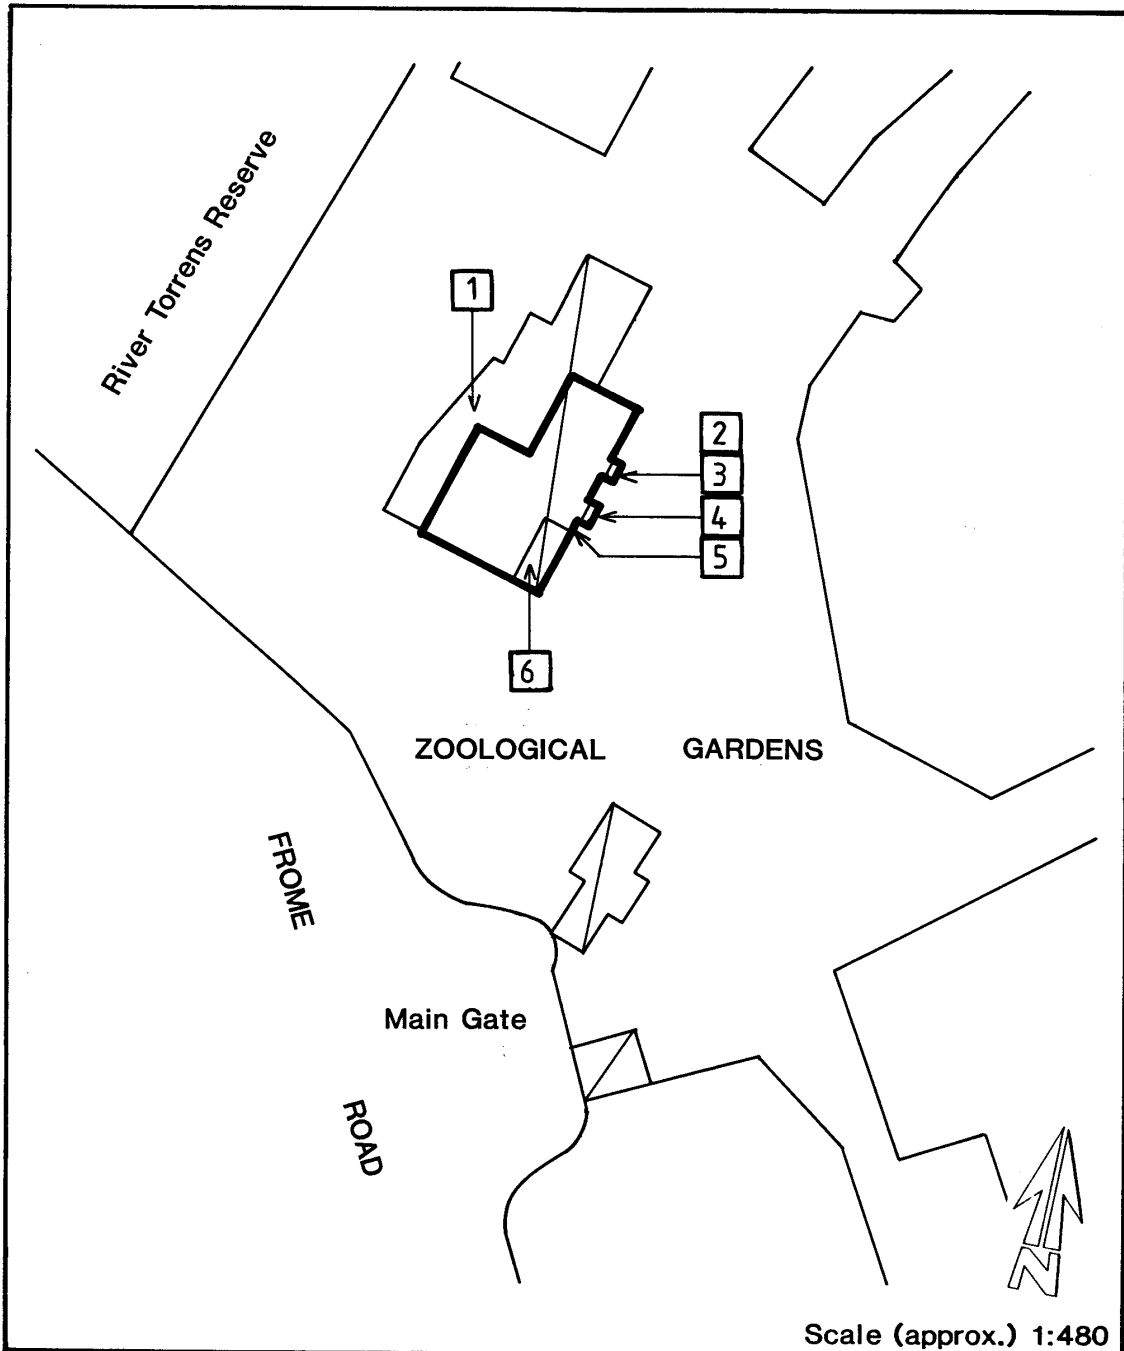 River Torrens Reserve
1
2
3
4
5
6
ZOOLOGICAL GARDENS
FROME
Main Gate
ROAD
N
Scale (approx.) 1:480